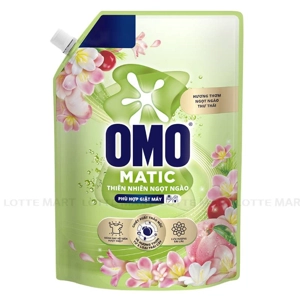 HƯƠNG THƠM
NGỌT NGÀO
THƯ THÁI
OMO
MATIC
THIÊN NHIÊN NGỌT NGÀO
PHÙ HỢP GIẶT MÁY
LOTTE MART